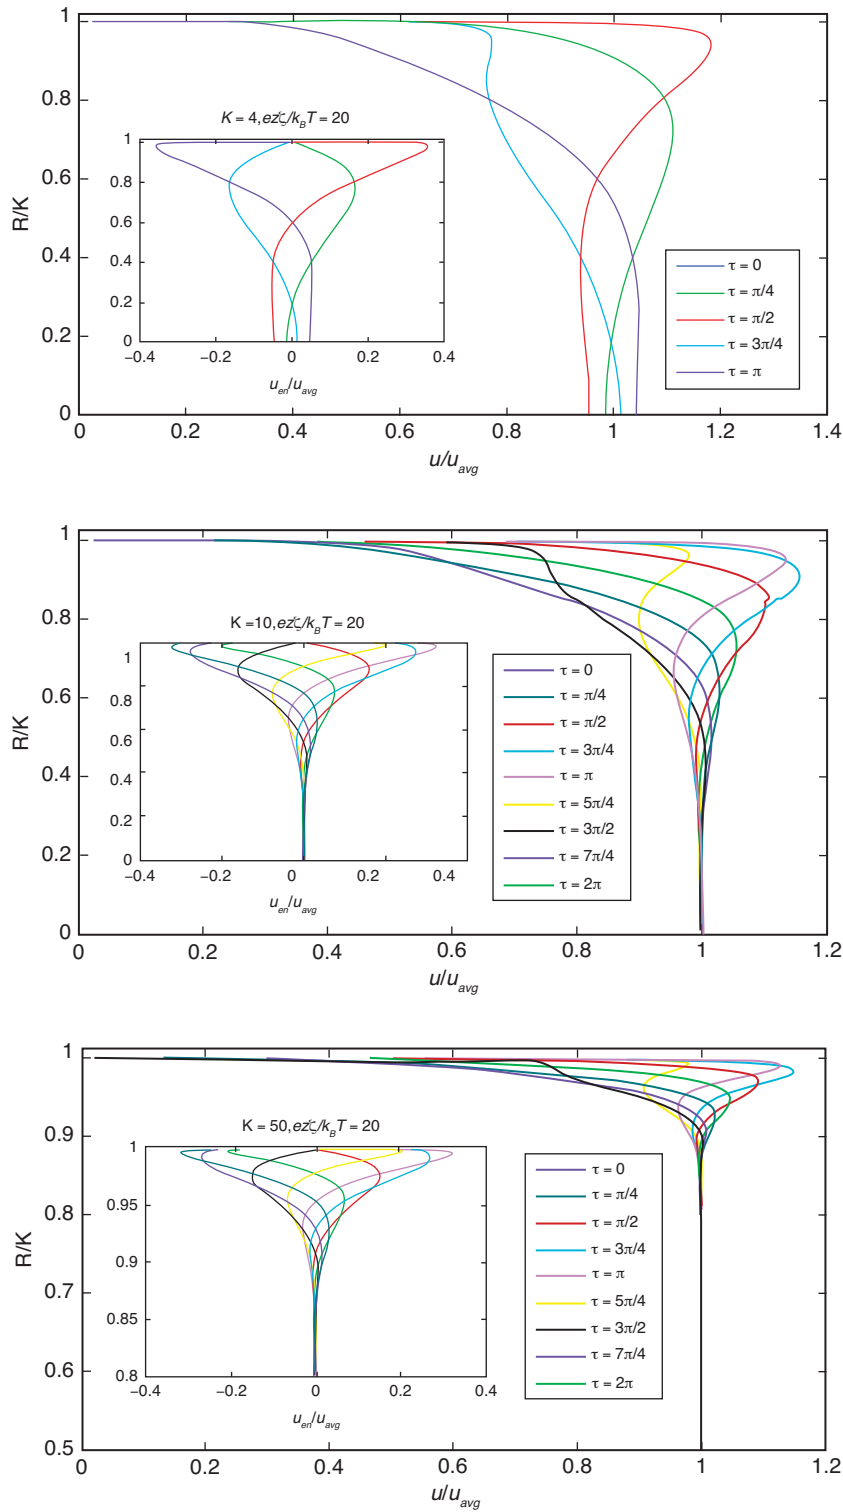 1
0.8
0.6
0.4
0.2
0
R/K
0 0.2 0.4 0.6 0.8 1 1.2 1.4
u/u_avg
K = 4, ezζ/k_BT = 20
1
0.8
0.6
0.4
0.2
0
−0.4 −0.2 0 0.2 0.4
u_en/u_avg
τ = 0
τ = π/4
τ = π/2
τ = 3π/4
τ = π
1
0.8
0.6
0.4
0.2
0
R/K
0 0.2 0.4 0.6 0.8 1 1.2
u/u_avg
K =10, ezζ/k_BT = 20
1
0.8
0.6
0.4
0.2
0
−0.4 −0.2 0 0.2 0.4
u_en/u_avg
τ = 0
τ = π/4
τ = π/2
τ = 3π/4
τ = π
τ = 5π/4
τ = 3π/2
τ = 7π/4
τ = 2π
1
0.9
0.8
0.7
0.6
0.5
R/K
0 0.2 0.4 0.6 0.8 1 1.2
u/u_avg
K = 50, ezζ/k_BT = 20
1
0.95
0.9
0.85
0.8
−0.4 −0.2 0 0.2 0.4
u_en/u_avg
τ = 0
τ = π/4
τ = π/2
τ = 3π/4
τ = π
τ = 5π/4
τ = 3π/2
τ = 7π/4
τ = 2π